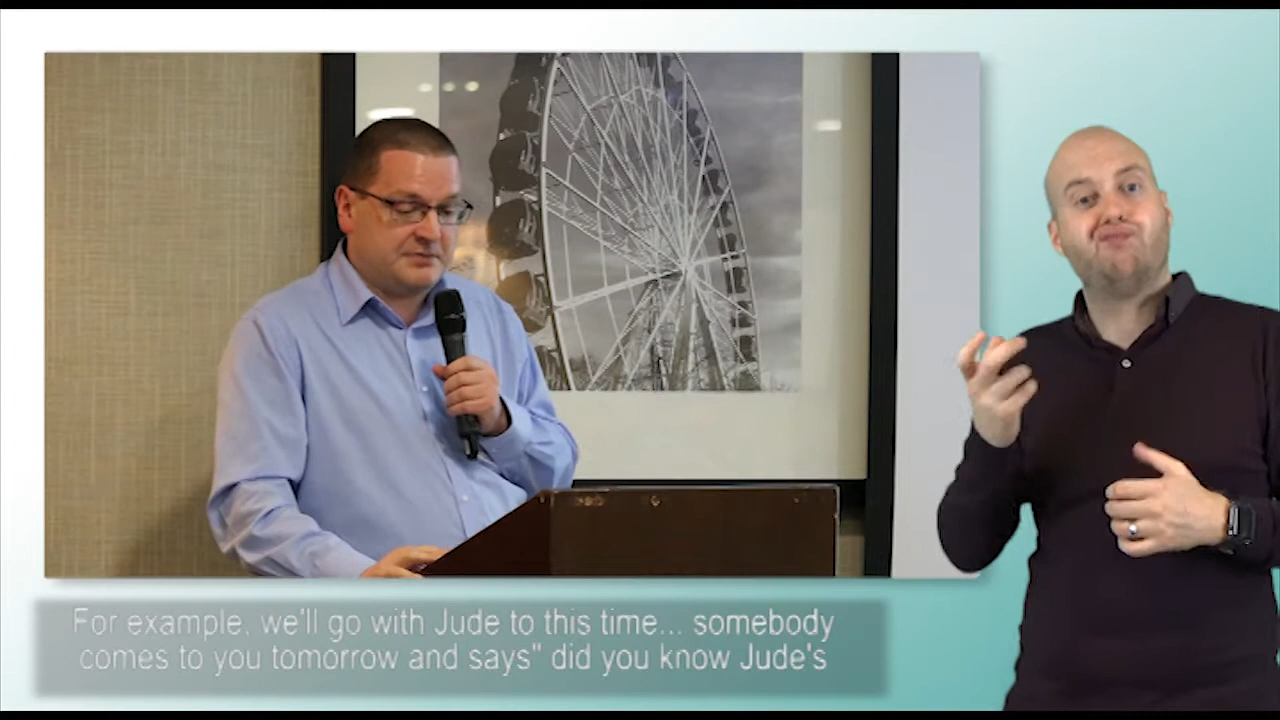 For example, we'll go with Jude to this time... somebody
comes to you tomorrow and says" did you know Jude's